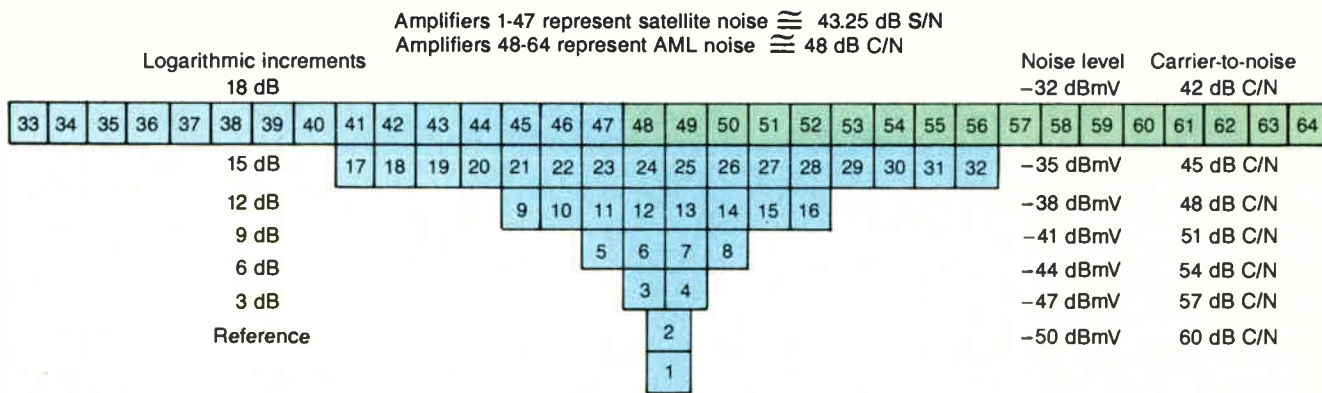 Amplifiers 1-47 represent satellite noise ≅ 43.25 dB S/N
Amplifiers 48-64 represent AML noise ≅ 48 dB C/N
Logarithmic increments Noise level Carrier-to-noise
18 dB −32 dBmV 42 dB C/N
33 34 35 36 37 38 39 40 41 42 43 44 45 46 47 48 49 50 51 52 53 54 55 56 57 58 59 60 61 62 63 64
15 dB 17 18 19 20 21 22 23 24 25 26 27 28 29 30 31 32 −35 dBmV 45 dB C/N
12 dB 9 10 11 12 13 14 15 16 −38 dBmV 48 dB C/N
9 dB 5 6 7 8 −41 dBmV 51 dB C/N
6 dB 3 4 −44 dBmV 54 dB C/N
3 dB −47 dBmV 57 dB C/N
Reference 2 −50 dBmV 60 dB C/N
1